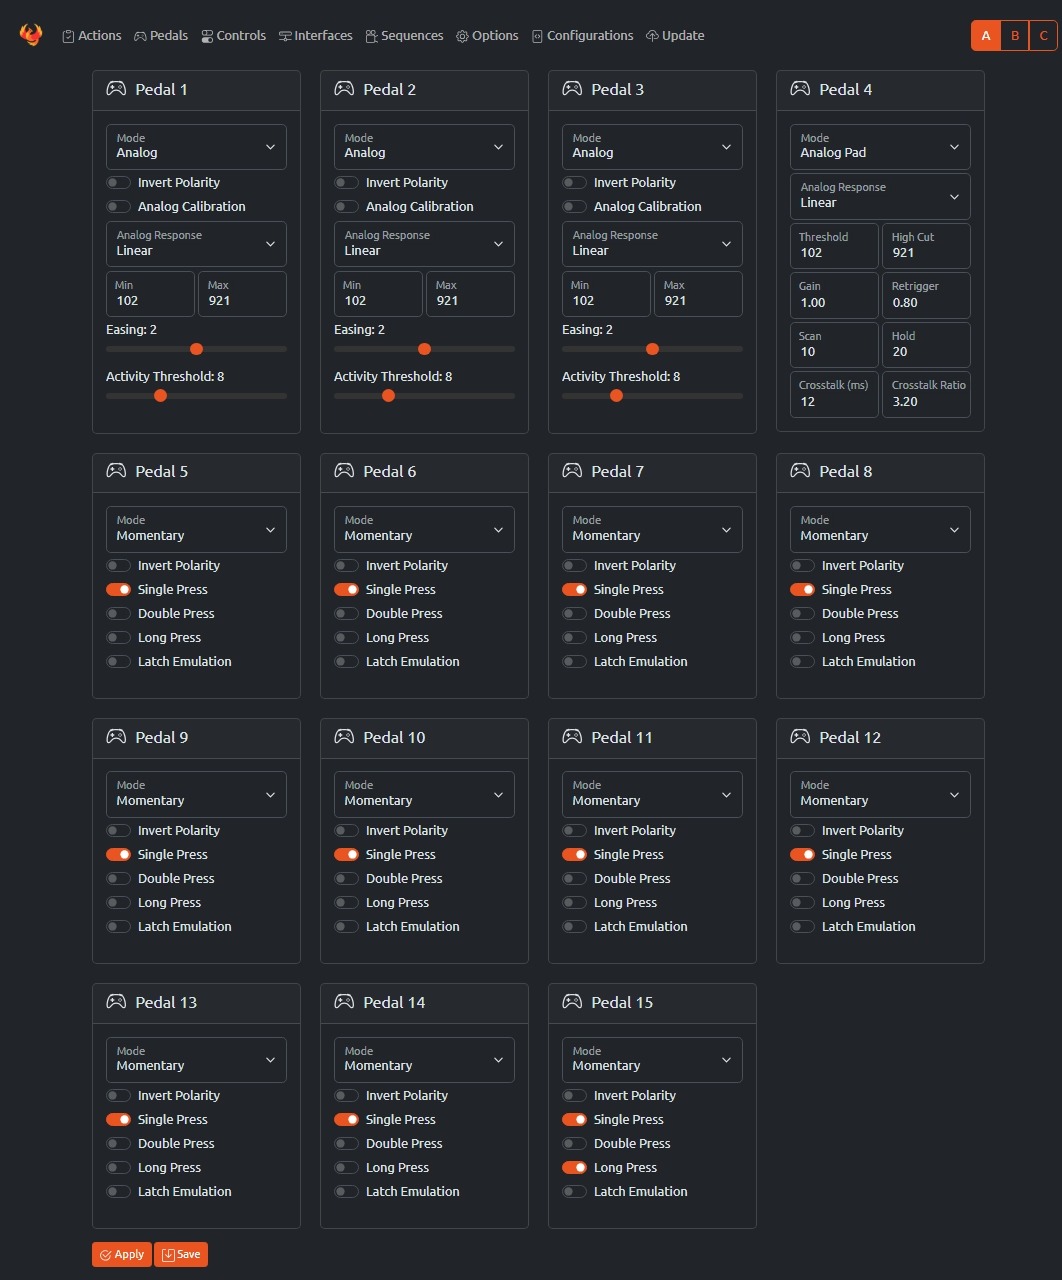 Actions Pedals Controls Interfaces Sequences Options Configurations Update A B C
Pedal 1
Mode
Analog
Invert Polarity
Analog Calibration
Analog Response
Linear
Min Max
102 921
Easing: 2
Activity Threshold: 8
Pedal 2
Mode
Analog
Invert Polarity
Analog Calibration
Analog Response
Linear
Min Max
102 921
Easing: 2
Activity Threshold: 8
Pedal 3
Mode
Analog
Invert Polarity
Analog Calibration
Analog Response
Linear
Min Max
102 921
Easing: 2
Activity Threshold: 8
Pedal 4
Mode
Analog Pad
Analog Response
Linear
Threshold High Cut
102 921
Gain Retrigger
1.00 0.80
Scan Hold
10 20
Crosstalk (ms) Crosstalk Ratio
12 3.20
Pedal 5
Mode
Momentary
Invert Polarity
Single Press
Double Press
Long Press
Latch Emulation
Pedal 6
Mode
Momentary
Invert Polarity
Single Press
Double Press
Long Press
Latch Emulation
Pedal 7
Mode
Momentary
Invert Polarity
Single Press
Double Press
Long Press
Latch Emulation
Pedal 8
Mode
Momentary
Invert Polarity
Single Press
Double Press
Long Press
Latch Emulation
Pedal 9
Mode
Momentary
Invert Polarity
Single Press
Double Press
Long Press
Latch Emulation
Pedal 10
Mode
Momentary
Invert Polarity
Single Press
Double Press
Long Press
Latch Emulation
Pedal 11
Mode
Momentary
Invert Polarity
Single Press
Double Press
Long Press
Latch Emulation
Pedal 12
Mode
Momentary
Invert Polarity
Single Press
Double Press
Long Press
Latch Emulation
Pedal 13
Mode
Momentary
Invert Polarity
Single Press
Double Press
Long Press
Latch Emulation
Pedal 14
Mode
Momentary
Invert Polarity
Single Press
Double Press
Long Press
Latch Emulation
Pedal 15
Mode
Momentary
Invert Polarity
Single Press
Double Press
Long Press
Latch Emulation
Apply Save